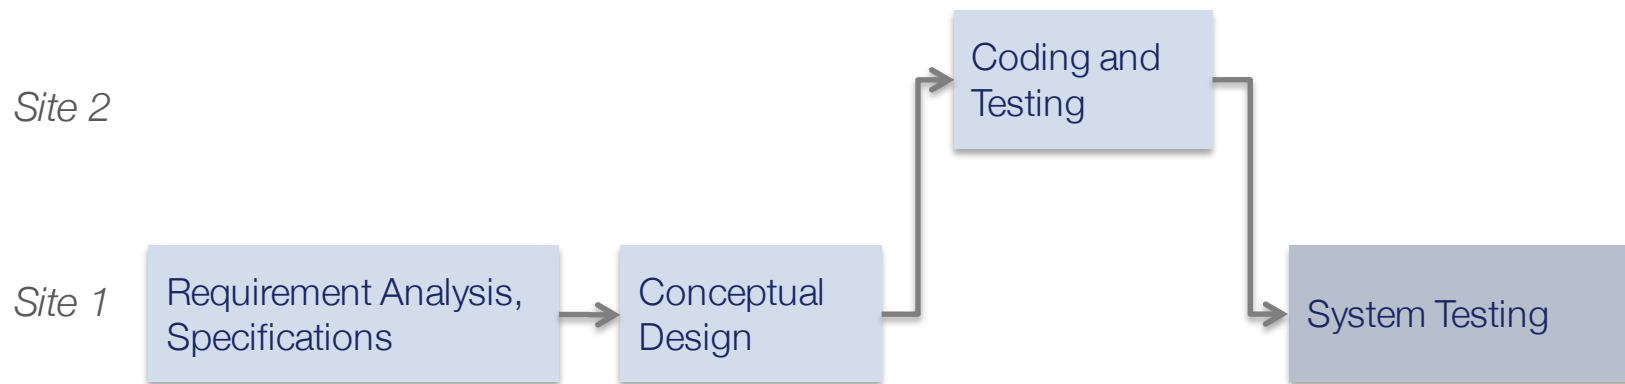 Site 2
Coding and
Testing
Site 1
Requirement Analysis,
Specifications
Conceptual
Design
System Testing